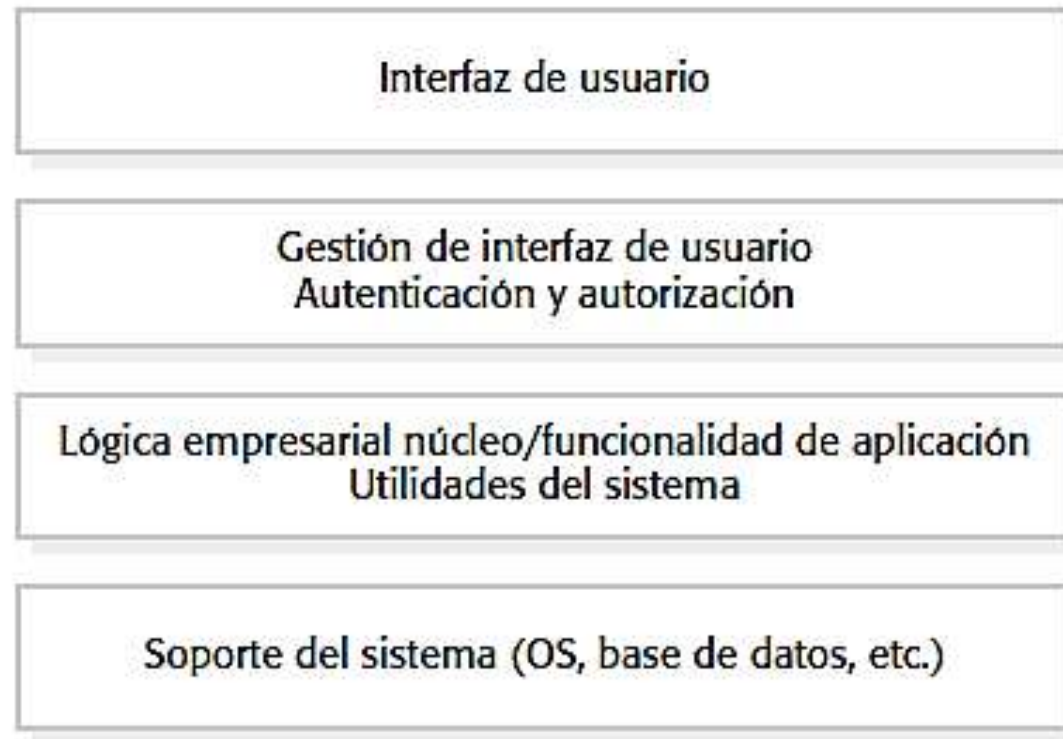 Interfaz de usuario
Gestión de interfaz de usuario
Autenticación y autorización
Lógica empresarial núcleo/funcionalidad de aplicación
Utilidades del sistema
Soporte del sistema (OS, base de datos, etc.)